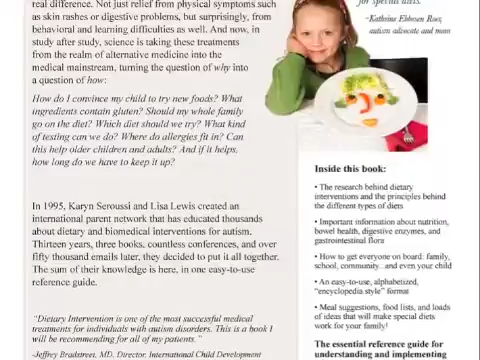 real difference. Not just relief from physical symptoms such
as skin rashes or digestive problems, but surprisingly, from
behavioral and learning difficulties as well. And now, in
study after study, science is taking these treatments
from the realm of alternative medicine into the
medical mainstream, turning the question of why into
a question of how:
How do I convince my child to try new foods? What
ingredients contain gluten? Should my whole family
go on the diet? Which diet should we try? What kind
of testing can we do? Where do allergies fit in? Can
this help older children and adults? And if it helps,
how long do we have to keep it up?
In 1995, Karyn Seroussi and Lisa Lewis created an
international parent network that has educated thousands
about dietary and biomedical interventions for autism.
Thirteen years, three books, countless conferences, and over
fifty thousand emails later, they decided to put it all together.
The sum of their knowledge is here, in one easy-to-use
reference guide.
"Dietary Intervention is one of the most successful medical
treatments for individuals with autism disorders. This is a book I
will be recommending for all of my patients."
-Jeffrey Bradstreet, MD, Director, International Child Development
for special diets."
autism advocate and mom
Inside this book:
• The research behind dietary
interventions and the principles behind
the different types of diets
• Important information about nutrition,
bowel health, digestive enzymes, and
gastrointestinal flora
• How to get everyone on board: family,
school, community...and even your child
• An easy-to-use, alphabetized,
"encyclopedia style" format
• Meal suggestions, food lists, and loads
of ideas that will make special diets
work for your family!
The essential reference guide for
understanding and implementing